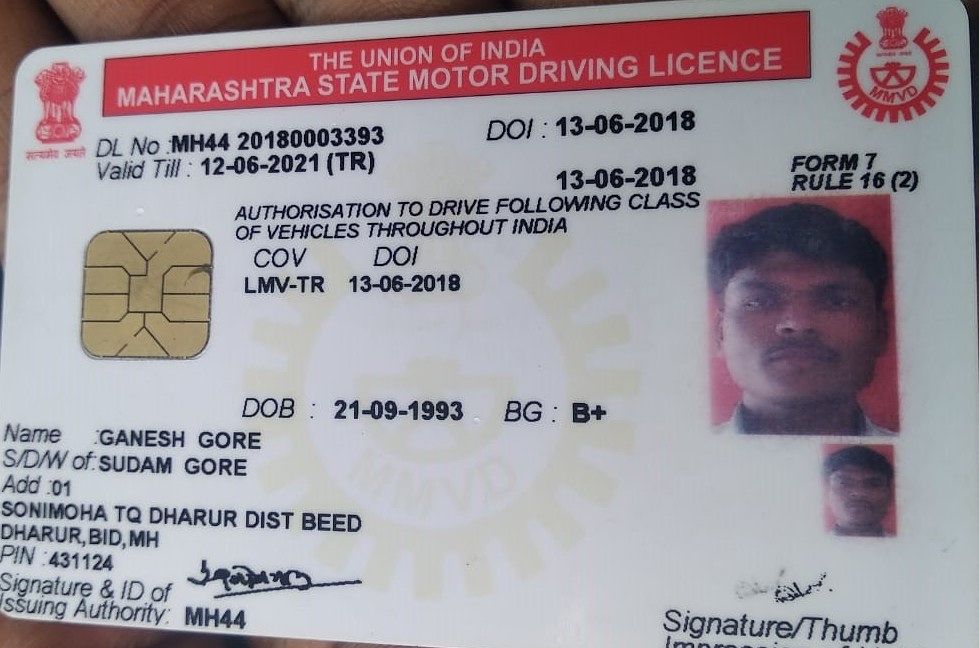 THE UNION OF INDIA
MAHARASHTRA STATE MOTOR DRIVING LICENCE
सत्यमेव जयते
MMVD
DL No :MH44 20180003393
DOI : 13-06-2018
Valid Till : 12-06-2021 (TR)
13-06-2018
FORM 7
RULE 16 (2)
AUTHORISATION TO DRIVE FOLLOWING CLASS
OF VEHICLES THROUGHOUT INDIA
COV DOI
LMV-TR 13-06-2018
DOB : 21-09-1993 BG : B+
MMVD
Name :GANESH GORE
S/D/W of:SUDAM GORE
Add :01
SONIMOHA TQ DHARUR DIST BEED
DHARUR,BID,MH
PIN :431124
Signature & ID of
Issuing Authority: MH44
Signature/Thumb